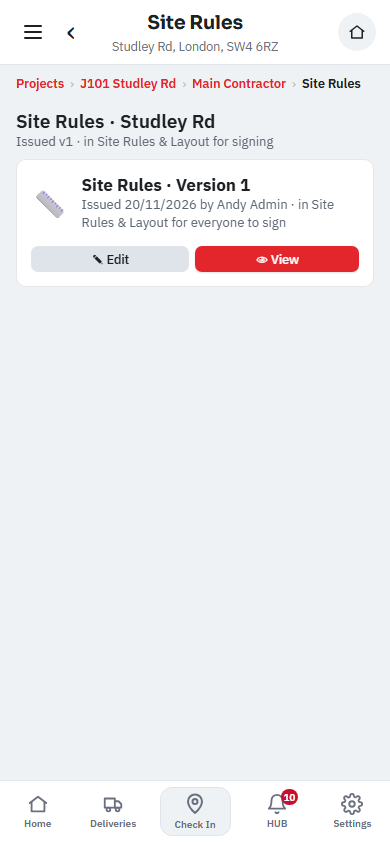 Site Rules
Studley Rd, London, SW4 6RZ
Projects › J101 Studley Rd › Main Contractor › Site Rules
Site Rules · Studley Rd
Issued v1 · in Site Rules & Layout for signing
Site Rules · Version 1
Issued 20/11/2026 by Andy Admin · in Site
Rules & Layout for everyone to sign
Edit
View
10
Home
Deliveries
Check In
HUB
Settings